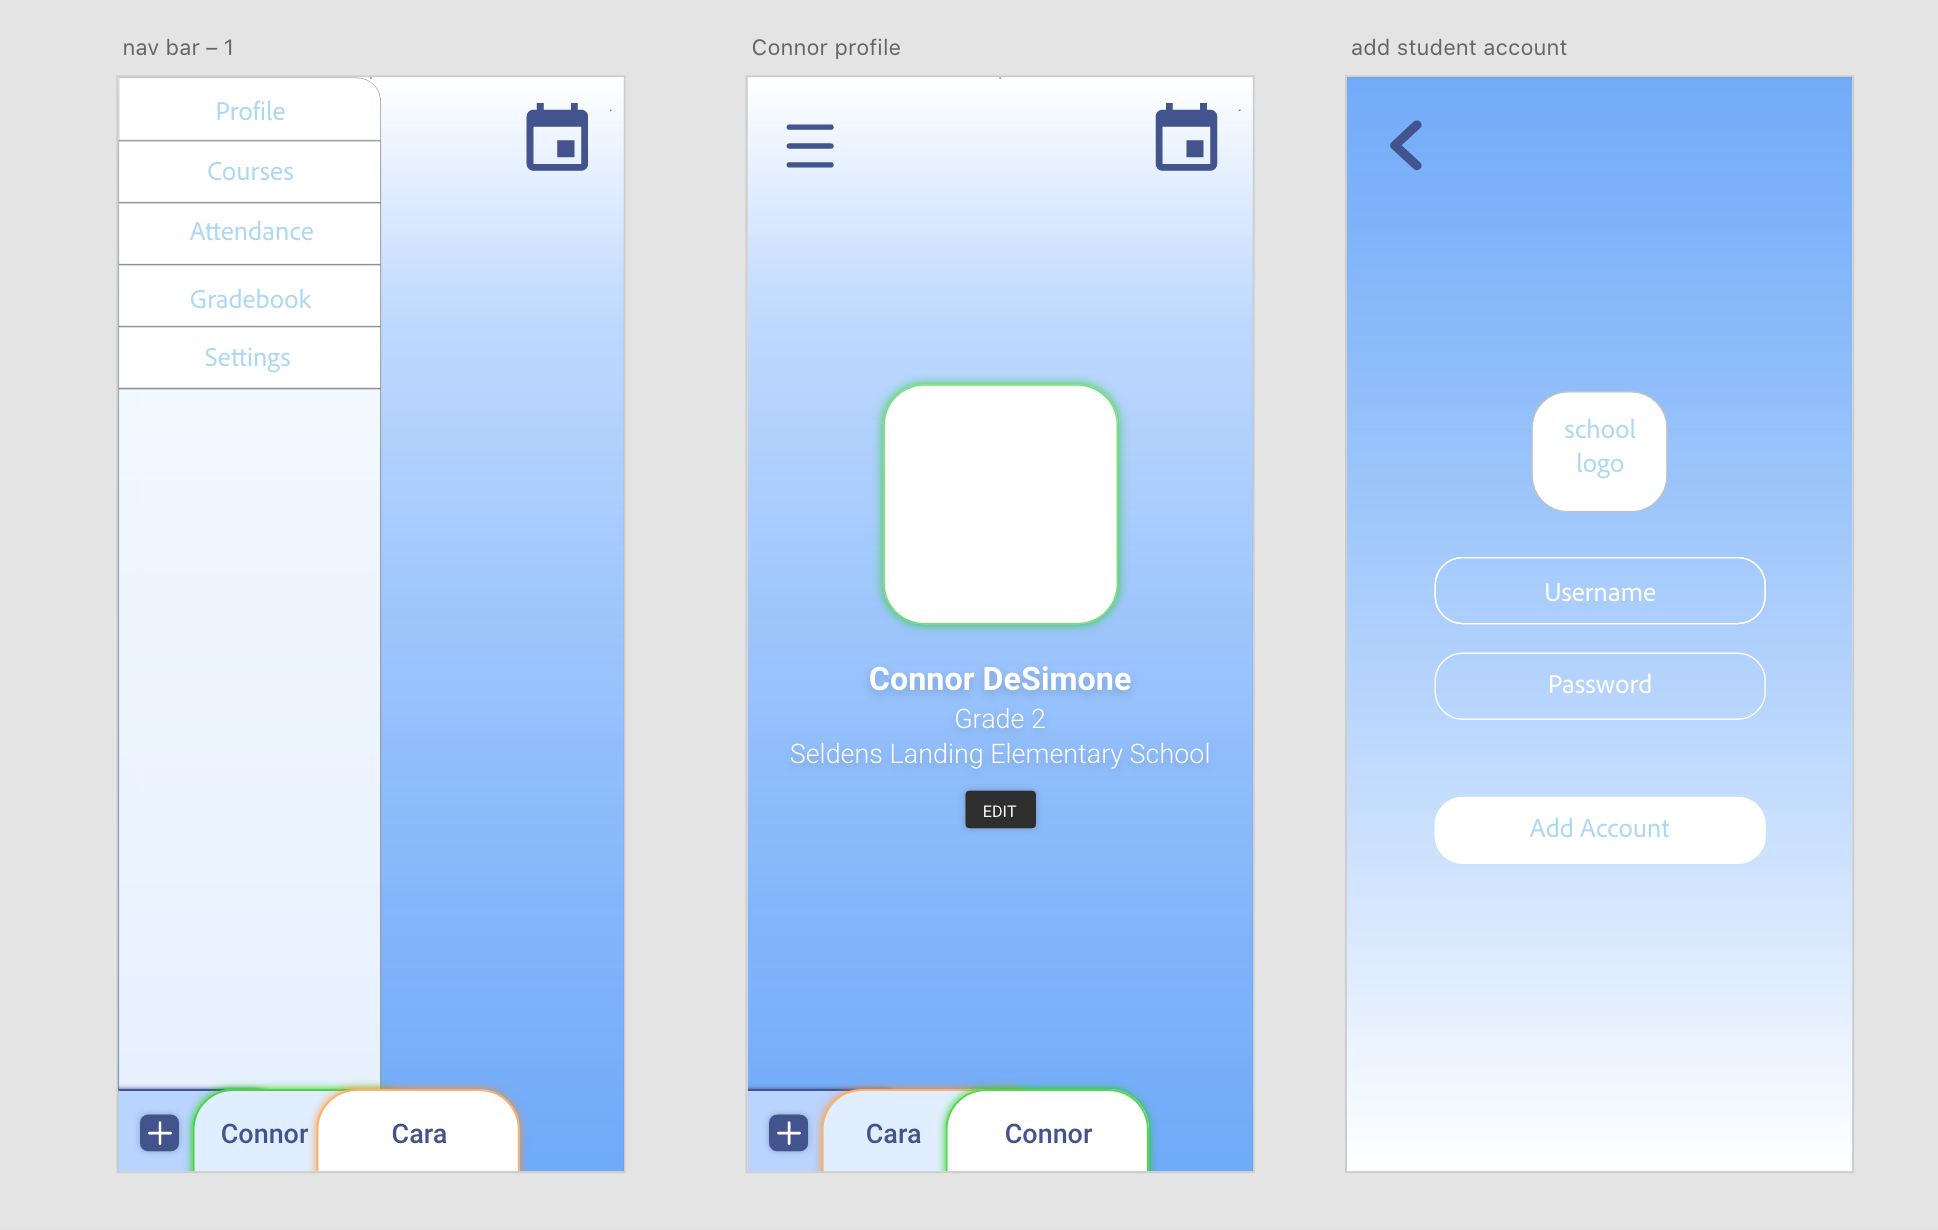 nav bar – 1
Profile
Courses
Attendance
Gradebook
Settings
Connor
Cara
Connor profile
Connor DeSimone
Grade 2
Seldens Landing Elementary School
EDIT
Cara
Connor
add student account
school
logo
Username
Password
Add Account